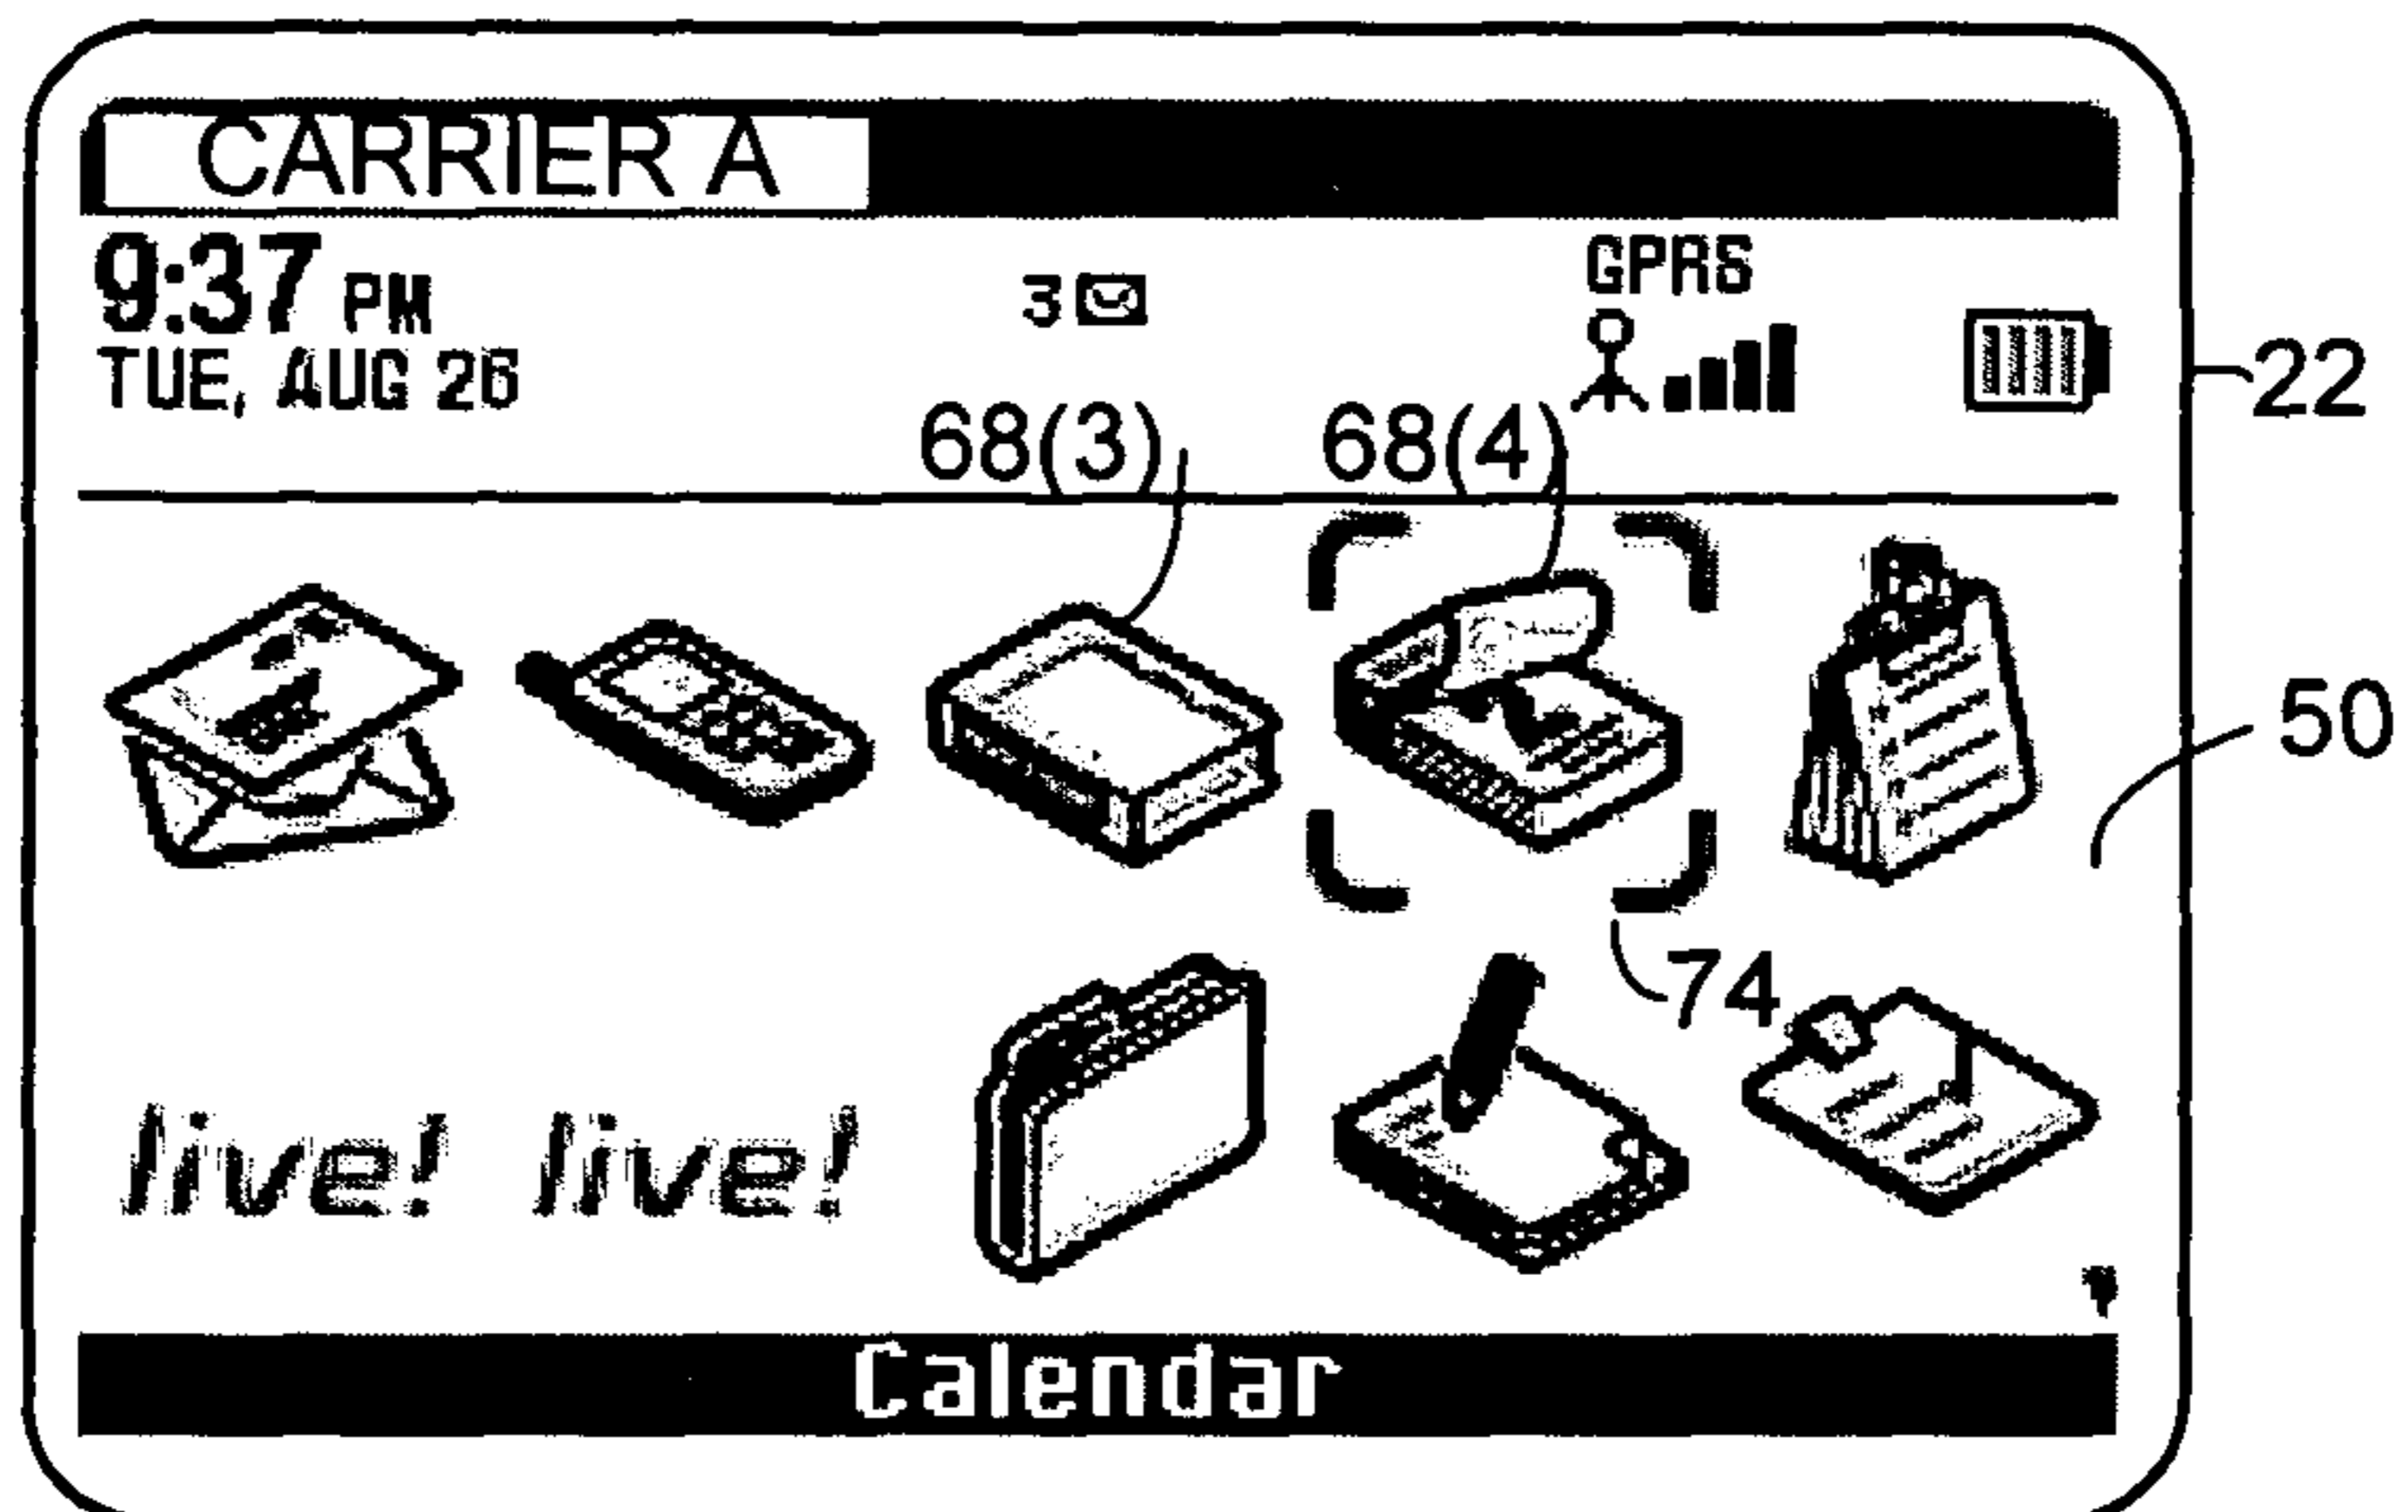 CARRIER A
9:37 PM
3
GPRS
TUE, AUG 26
22
68(3)
68(4)
50
74
live! live!
Calendar